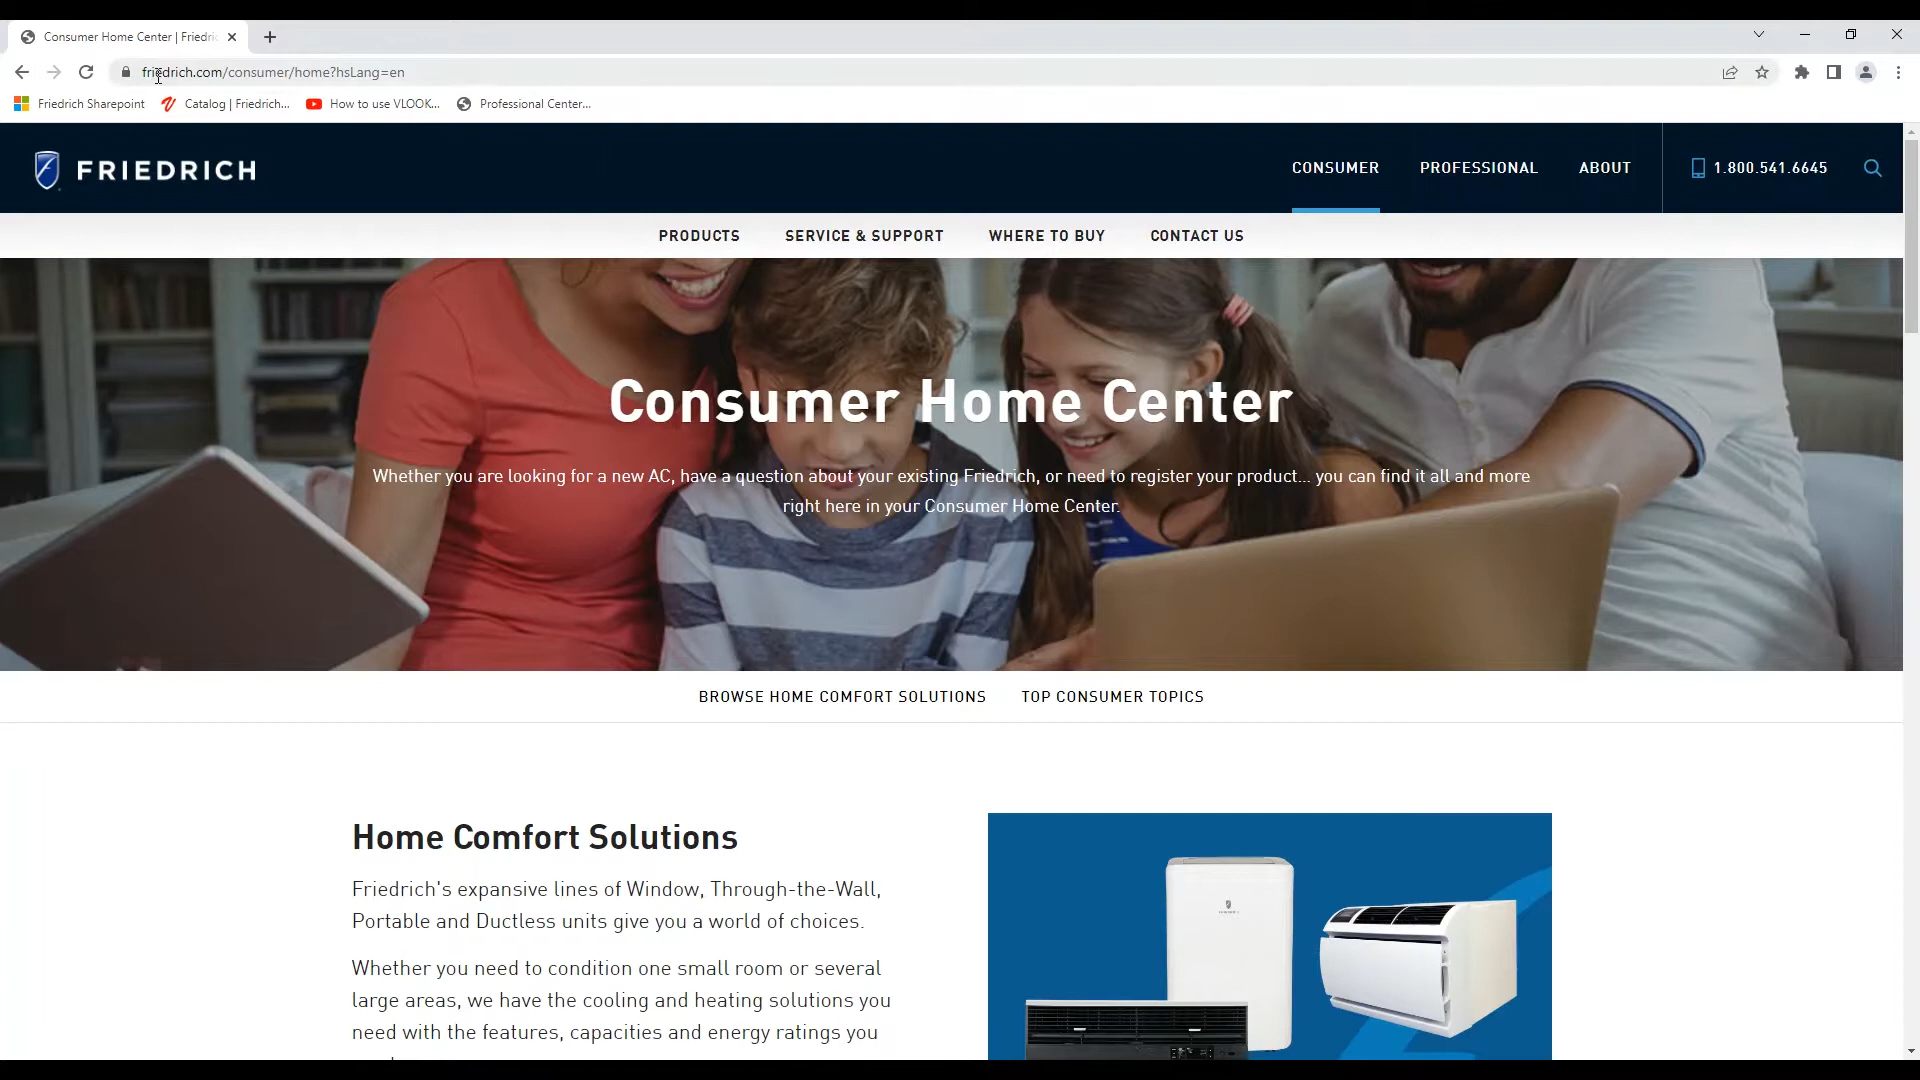 Consumer Home Center | Friedri
friedrich.com/consumer/home?hsLang=en
Friedrich Sharepoint
Catalog | Friedrich...
How to use VLOOK...
Professional Center...
FRIEDRICH
CONSUMER
PROFESSIONAL
ABOUT
1.800.541.6645
PRODUCTS
SERVICE & SUPPORT
WHERE TO BUY
CONTACT US
Consumer Home Center
Whether you are looking for a new AC, have a question about your existing Friedrich, or need to register your product... you can find it all and more
right here in your Consumer Home Center.
BROWSE HOME COMFORT SOLUTIONS
TOP CONSUMER TOPICS
Home Comfort Solutions
Friedrich's expansive lines of Window, Through-the-Wall,
Portable and Ductless units give you a world of choices.
Whether you need to condition one small room or several
large areas, we have the cooling and heating solutions you
need with the features, capacities and energy ratings you